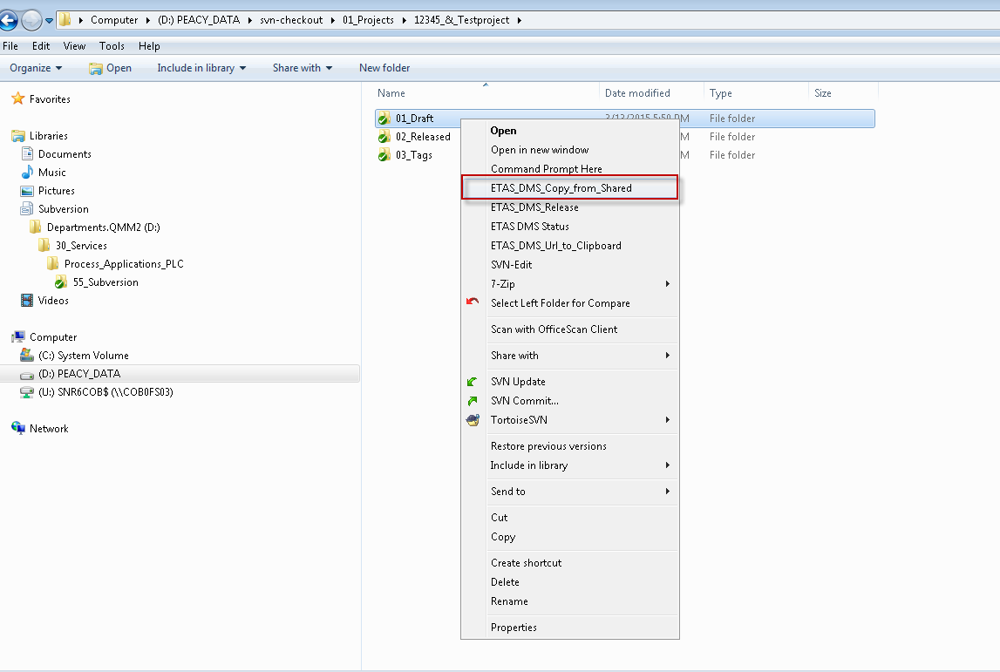 Computer (D:) PEACY_DATA svn-checkout 01_Projects 12345_&_Testproject
File Edit View Tools Help
Organize Open Include in library Share with New folder
Favorites
Libraries
Documents
Music
Pictures
Subversion
Departments.QMM2 (D:)
30_Services
Process_Applications_PLC
55_Subversion
Videos
Computer
(C:) System Volume
(D:) PEACY_DATA
(U:) SNR6COB$ (\\COB0FS03)
Network
Name Date modified Type Size
01_Draft 3/13/2015 5:50 PM File folder
02_Released M File folder
03_Tags M File folder
Open
Open in new window
Command Prompt Here
ETAS_DMS_Copy_from_Shared
ETAS_DMS_Release
ETAS DMS Status
ETAS_DMS_Url_to_Clipboard
SVN-Edit
7-Zip
Select Left Folder for Compare
Scan with OfficeScan Client
Share with
SVN Update
SVN Commit...
TortoiseSVN
Restore previous versions
Include in library
Send to
Cut
Copy
Create shortcut
Delete
Rename
Properties